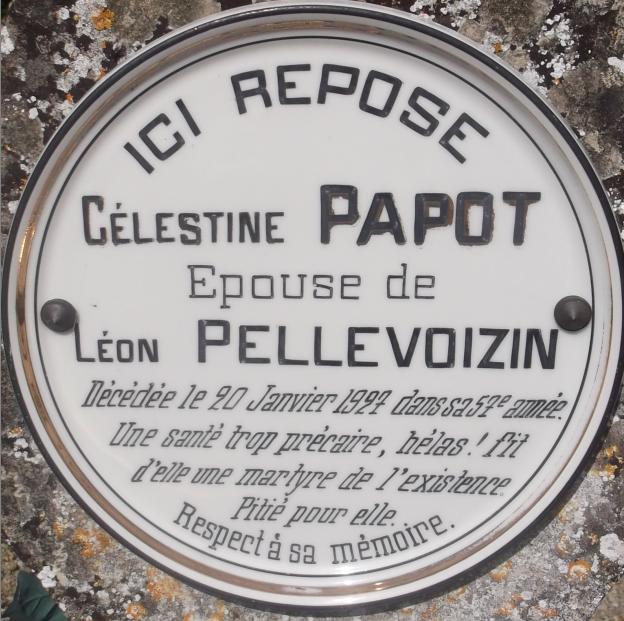 ICI REPOSE
CÉLESTINE PAPOT
Epouse de
LÉON PELLEVOIZIN
Décédée le 20 Janvier 1927 dans sa 57e année.
Une santé trop précaire, hélas! fit
d'elle une martyre de l'existence
Pitié pour elle.
Respect à sa mémoire.